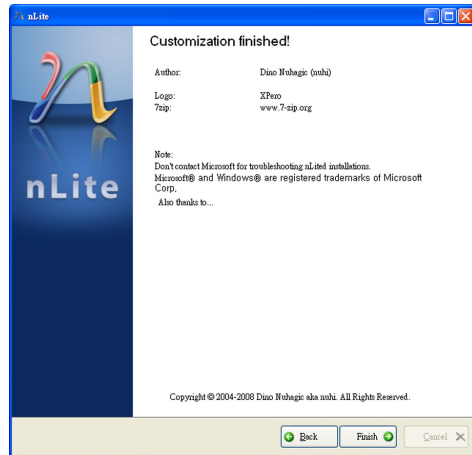 nLite
Customization finished!
Author: Dino Nuhagic (nuhi)
Logo: XPero
7zip: www.7-zip.org
Note:
Don't contact Microsoft for troubleshooting nLited installations.
Microsoft® and Windows® are registered trademarks of Microsoft
Corp.
Also thanks to...
nLite
Copyright © 2004-2008 Dino Nuhagic aka nuhi. All Rights Reserved.
Back Finish Cancel